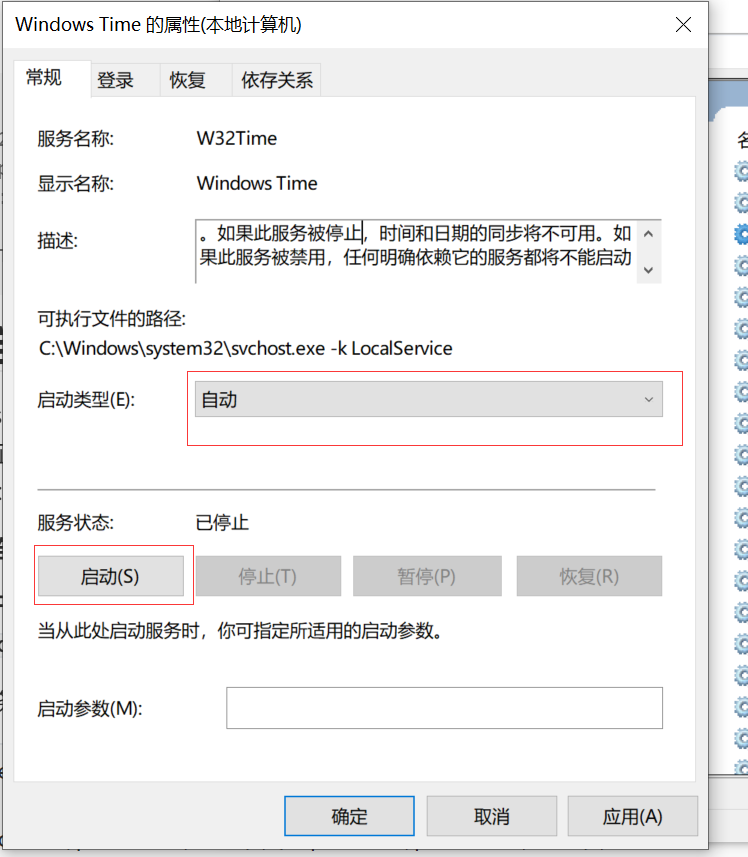 Windows Time 的属性(本地计算机)
常规 登录 恢复 依存关系
服务名称: W32Time
显示名称: Windows Time
描述: 。如果此服务被停止，时间和日期的同步将不可用。如
果此服务被禁用，任何明确依赖它的服务都将不能启动
可执行文件的路径:
C:\Windows\system32\svchost.exe -k LocalService
启动类型(E): 自动
服务状态: 已停止
启动(S) 停止(T) 暂停(P) 恢复(R)
当从此处启动服务时，你可指定所适用的启动参数。
启动参数(M):
确定 取消 应用(A)